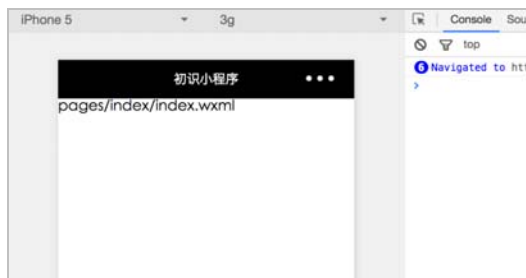 iPhone 5 3g Console Sou
top
初识小程序
6 Navigated to htt
pages/index/index.wxml